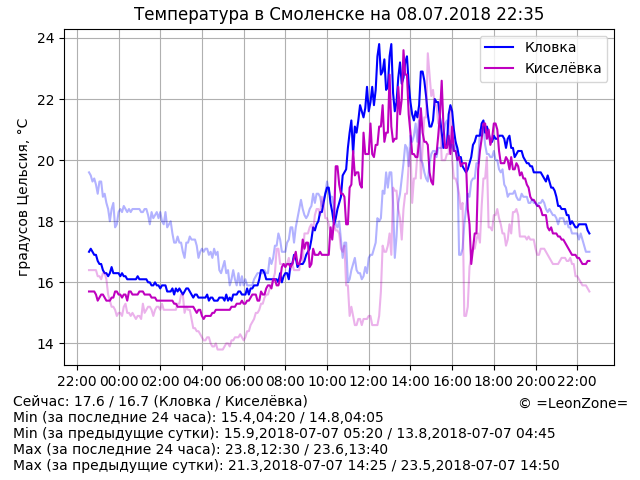 Температура в Смоленске на 08.07.2018 22:35
24
22
20
18
16
14
градусов Цельсия, °С
Кловка
Киселёвка
22:00 00:00 02:00 04:00 06:00 08:00 10:00 12:00 14:00 16:00 18:00 20:00 22:00
Сейчас: 17.6 / 16.7 (Кловка / Киселёвка)
© =LeonZone=
Min (за последние 24 часа): 15.4,04:20 / 14.8,04:05
Min (за предыдущие сутки): 15.9,2018-07-07 05:20 / 13.8,2018-07-07 04:45
Max (за последние 24 часа): 23.8,12:30 / 23.6,13:40
Max (за предыдущие сутки): 21.3,2018-07-07 14:25 / 23.5,2018-07-07 14:50